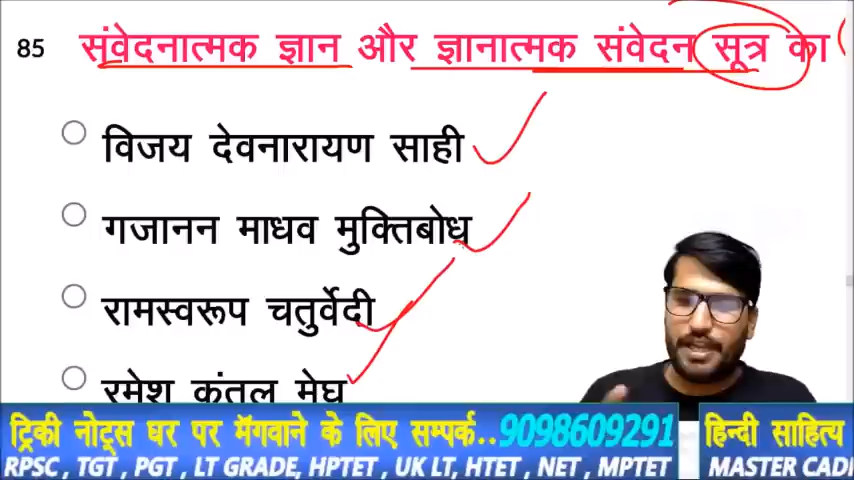 85 संवेदनात्मक ज्ञान और ज्ञानात्मक संवेदन सूत्र का
विजय देवनारायण साही
गजानन माधव मुक्तिबोध
रामस्वरूप चतुर्वेदी
रमेश कुंतल मेघ
ट्रिकी नोट्स घर पर मॅगवाने के लिए सम्पर्क..9098609291 हिन्दी साहित्य
RPSC , TGT , PGT , LT GRADE, HPTET , UK LT, HTET , NET , MPTET MASTER CADI